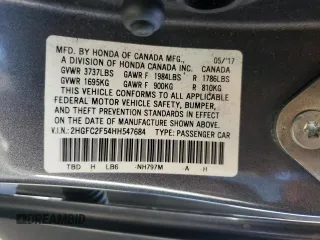 MFD. BY HONDA OF CANADA MFG., 05/17
A DIVISION OF HONDA CANADA INC. CANADA
GVWR 3737LBS GAWR F 1984LBS R 1786LBS
GVWR 1695KG GAWR F 900KG R 810KG
THIS VEHICLE CONFORMS TO ALL APPLICABLE
FEDERAL MOTOR VEHICLE SAFETY, BUMPER,
AND THEFT PREVENTION STANDARDS IN EFFECT
ON THE DATE OF MANUFACTURE SHOWN ABOVE.
V.I.N.: 2HGFC2F54HH547684 TYPE: PASSENGER CAR
TBD H LB6 -NH797M A H
DREAMBID